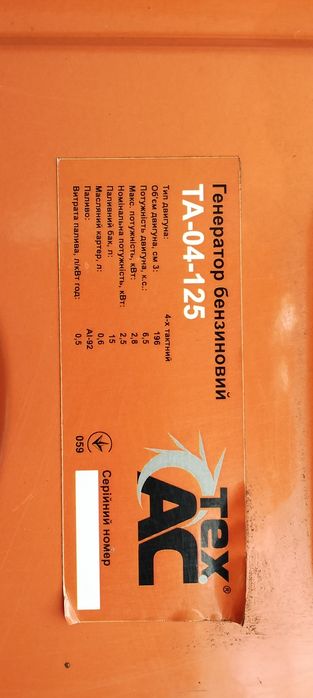 Генератор бензиновий
ТА-04-125
Тип двигуна: 4-х тактний
Об'єм двигуна, см 3: 196
Потужність двигуна, к.с.: 6,5
Макс. потужність, кВт: 2,8
Номінальна потужність, кВт: 2,5
Паливний бак, л: 15
Масляний картер, л: 0,6
Паливо: АІ-92
Витрата палива, л/кВт год: 0,5
Тех
АС
®
Серійний номер
059